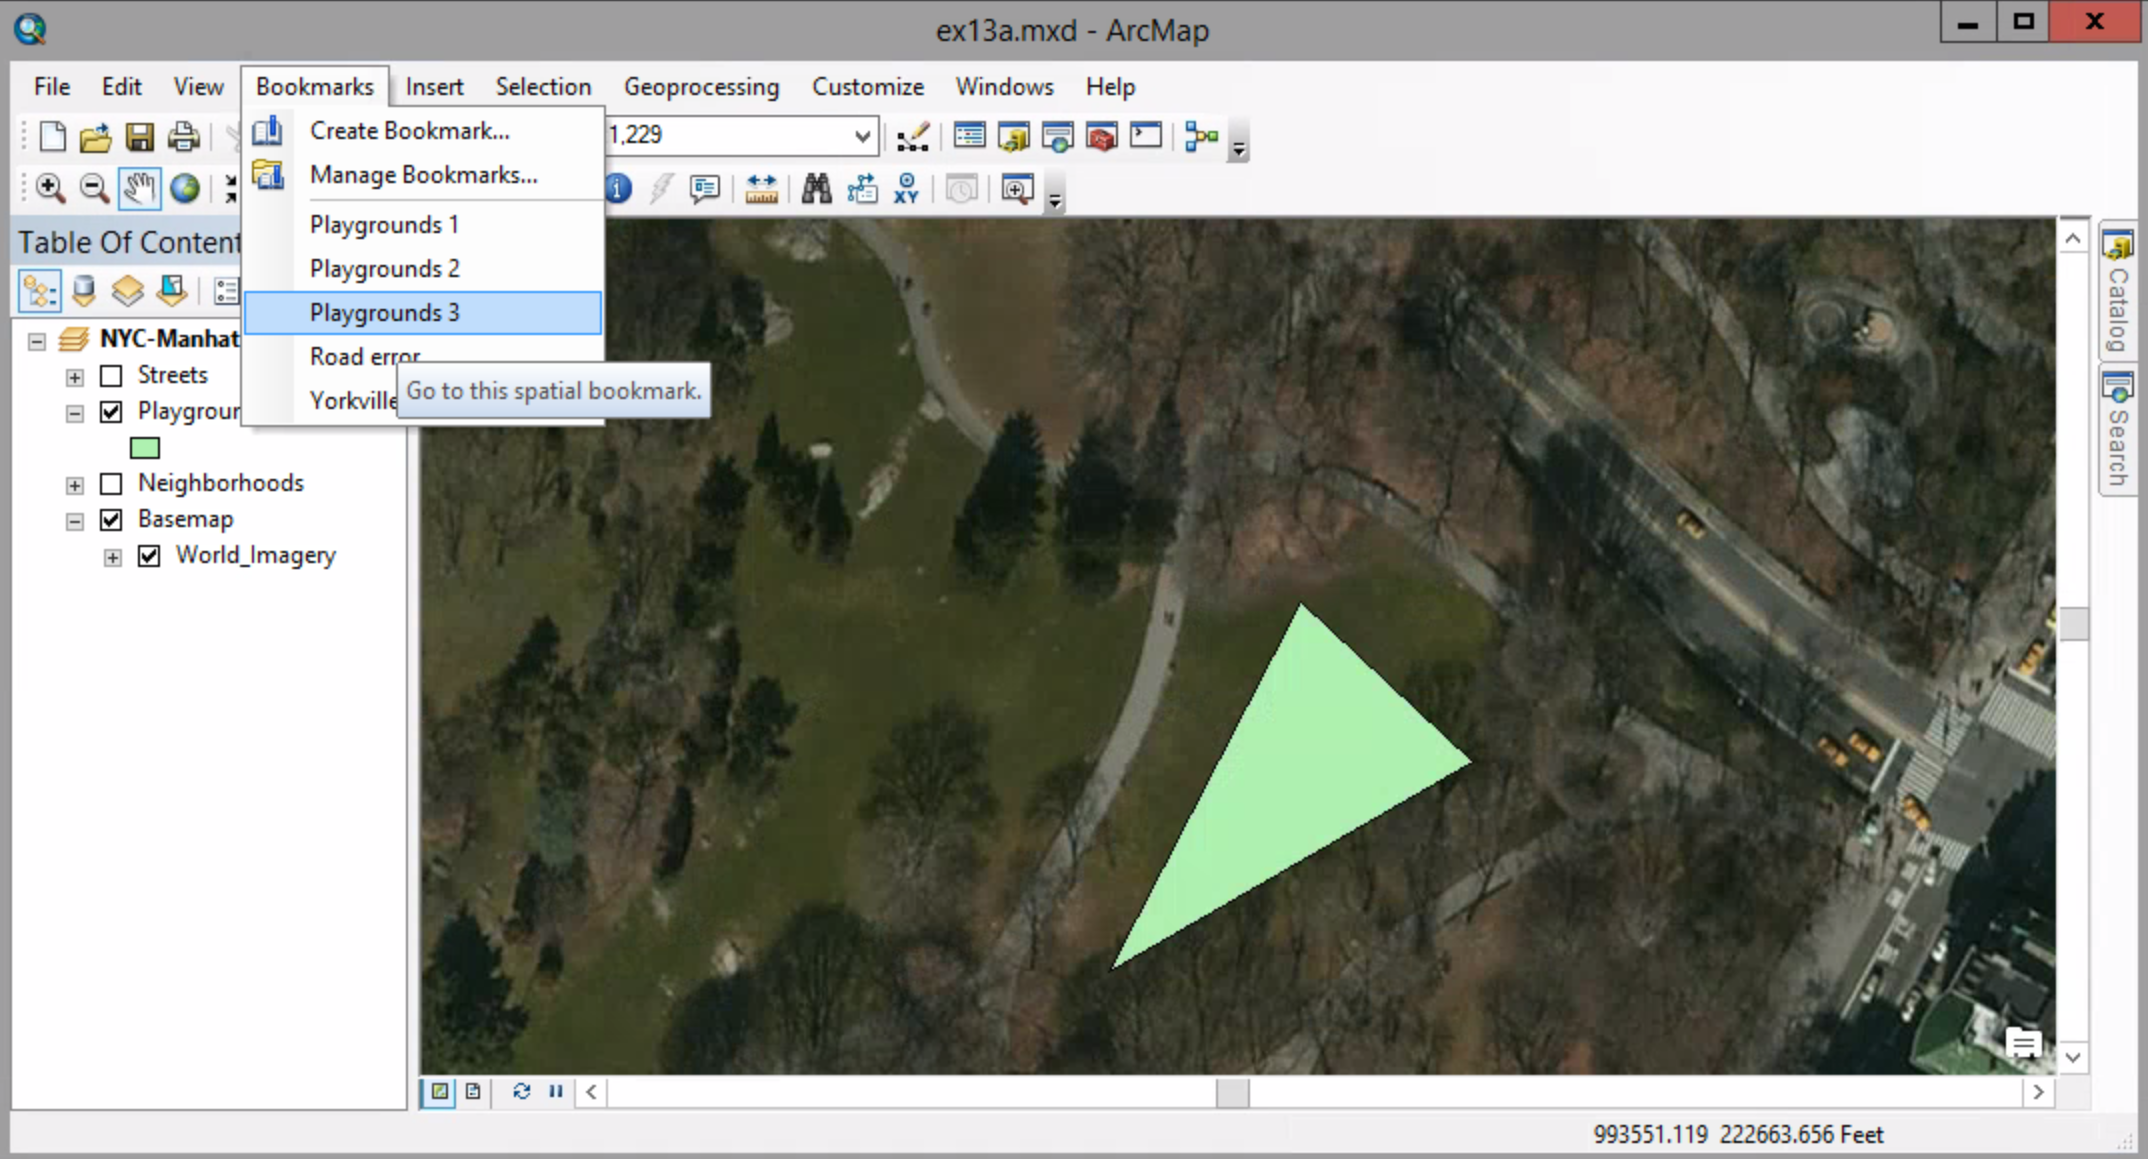 ex13a.mxd - ArcMap
File Edit View Bookmarks Insert Selection Geoprocessing Customize Windows Help
Create Bookmark...
1,229
Manage Bookmarks...
XY
Playgrounds 1
Table Of Content
Playgrounds 2
Playgrounds 3
NYC-Manhat
Road error
Streets
Go to this spatial bookmark.
Yorkville
Playgrour
Neighborhoods
Basemap
World_Imagery
Catalog
Search
993551.119 222663.656 Feet